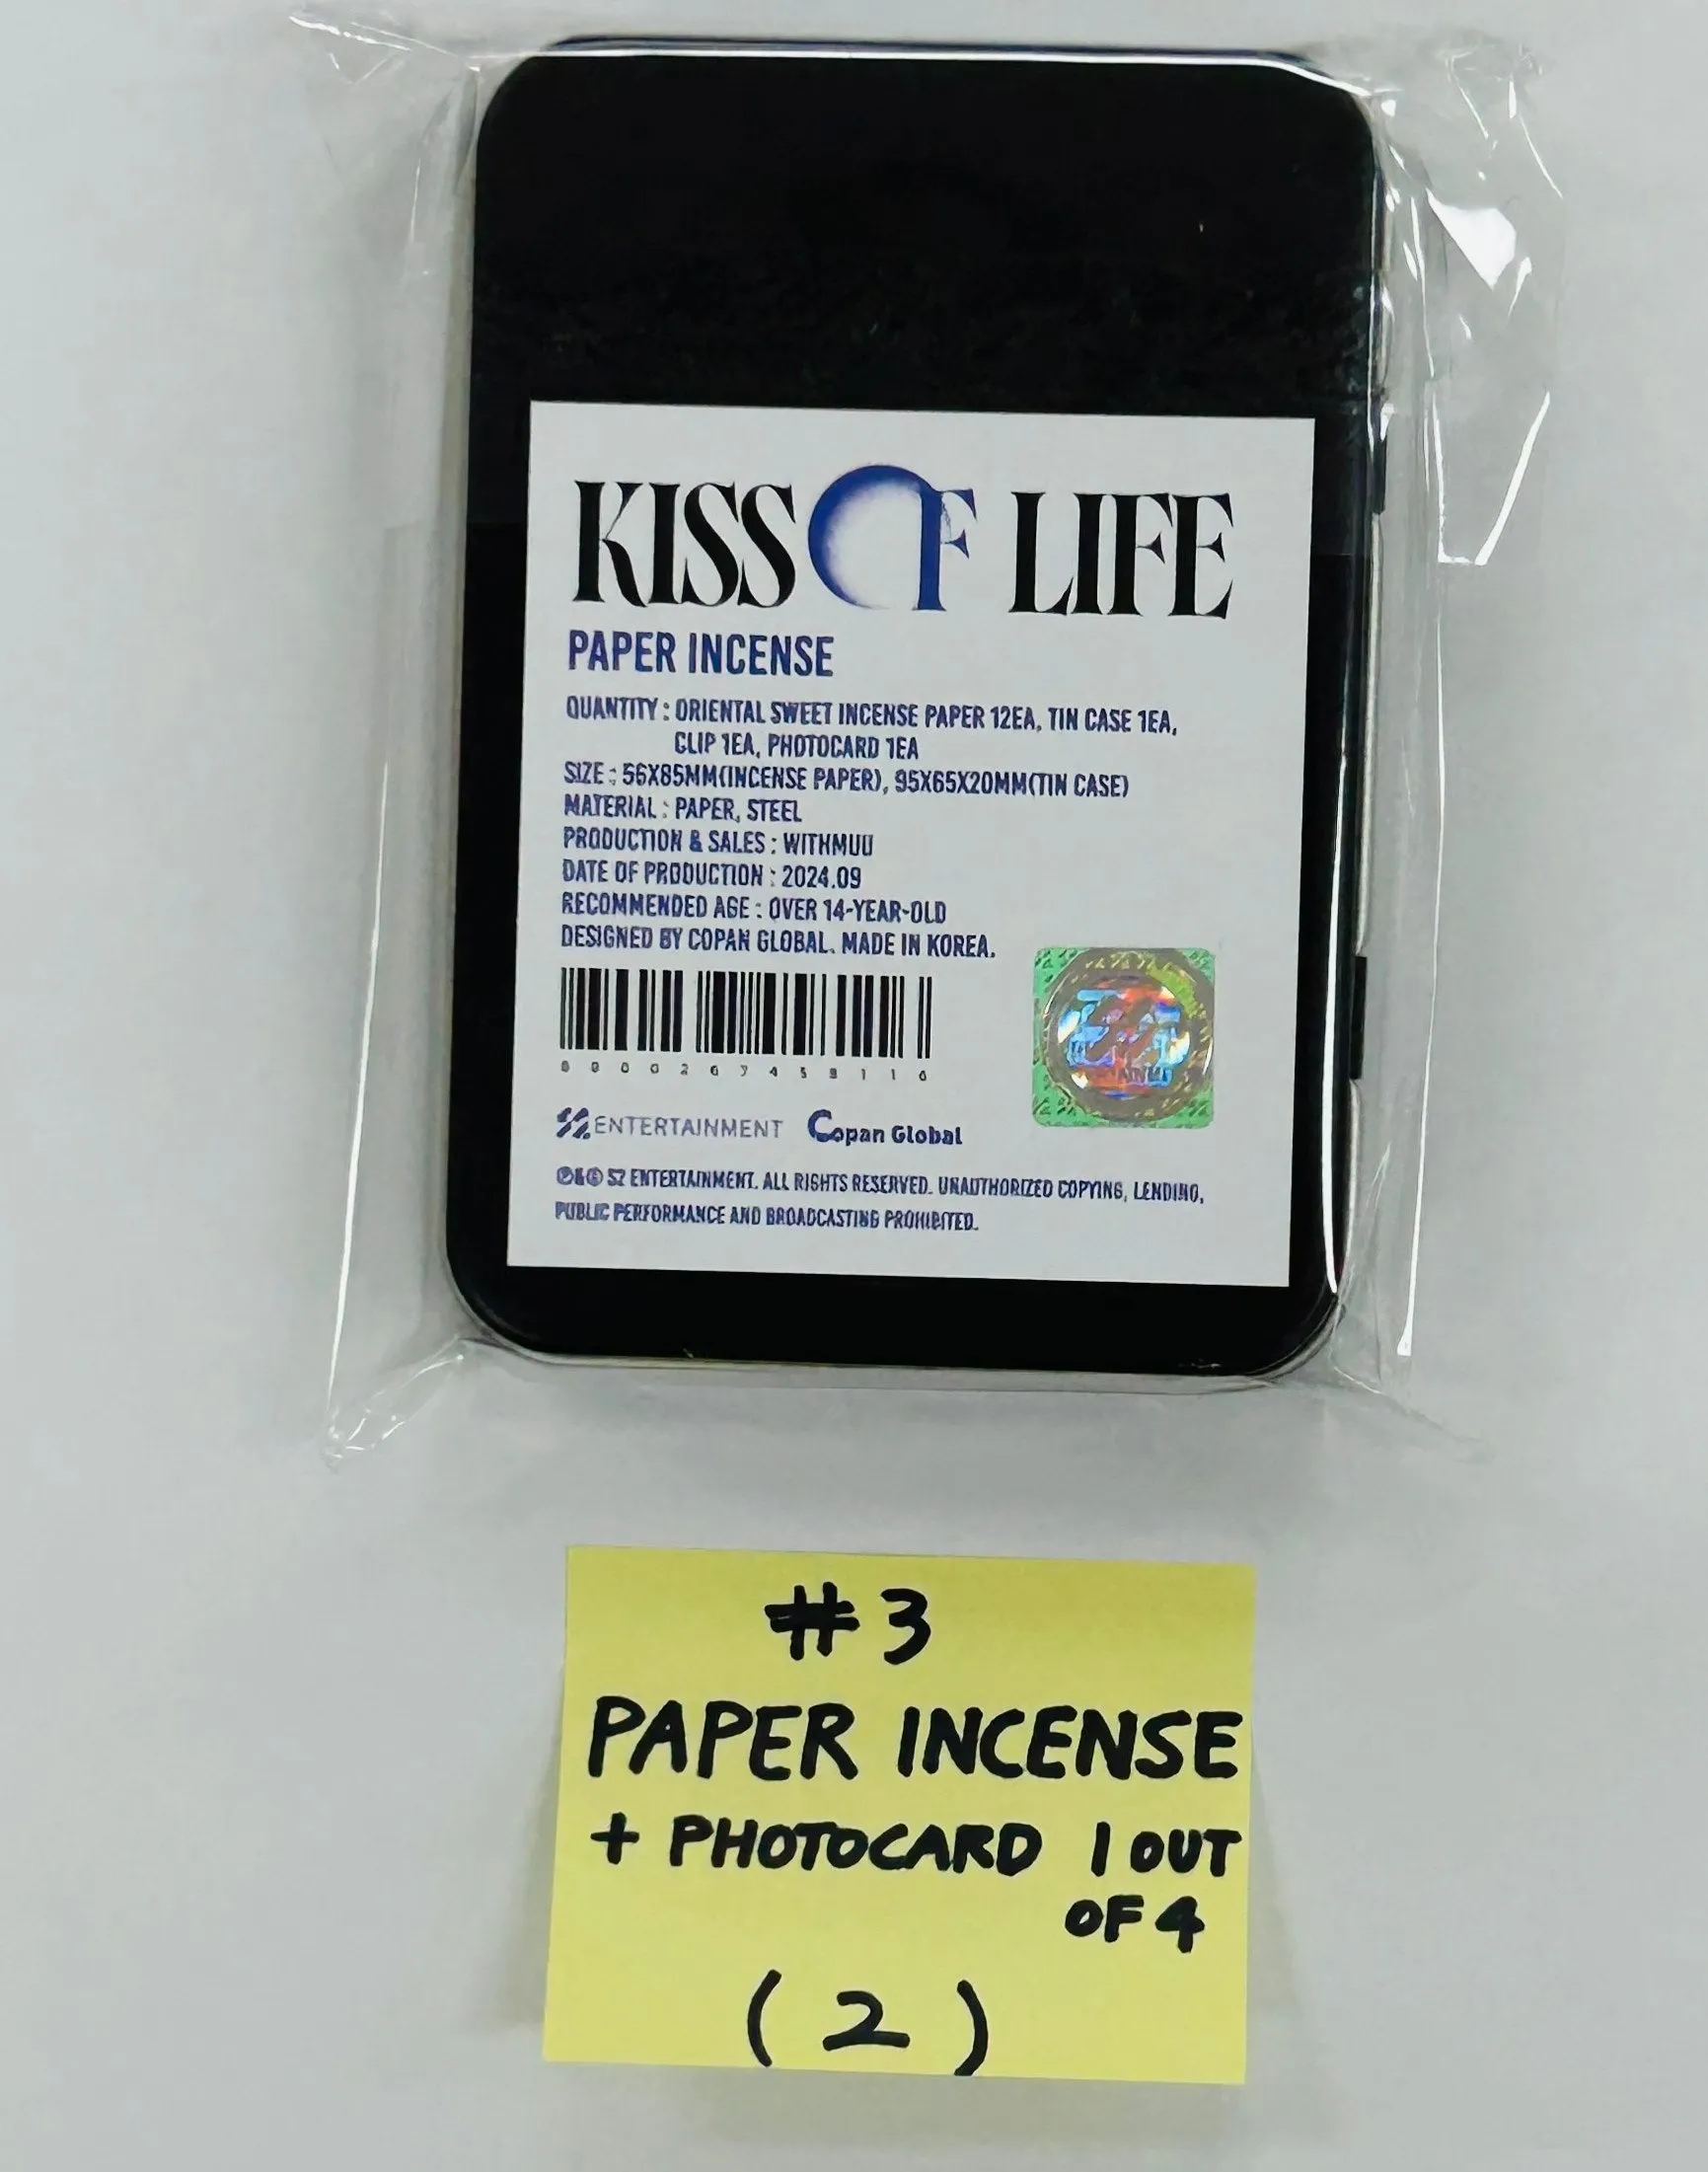 KISS OF LIFE
PAPER INCENSE
QUANTITY : ORIENTAL SWEET INCENSE PAPER 12EA, TIN CASE 1EA,
CLIP 1EA, PHOTOCARD 1EA
SIZE : 56X85MM(INCENSE PAPER), 95X65X20MM(TIN CASE)
MATERIAL : PAPER, STEEL
PRODUCTION & SALES : WITHMUU
DATE OF PRODUCTION : 2024.09
RECOMMENDED AGE : OVER 14-YEAR-OLD
DESIGNED BY COPAN GLOBAL. MADE IN KOREA.
S2 ENTERTAINMENT Copan Global
℗&© S2 ENTERTAINMENT. ALL RIGHTS RESERVED. UNAUTHORIZED COPYING, LENDING,
PUBLIC PERFORMANCE AND BROADCASTING PROHIBITED.
#3
PAPER INCENSE
+ PHOTOCARD 1 OUT
OF 4
(2)